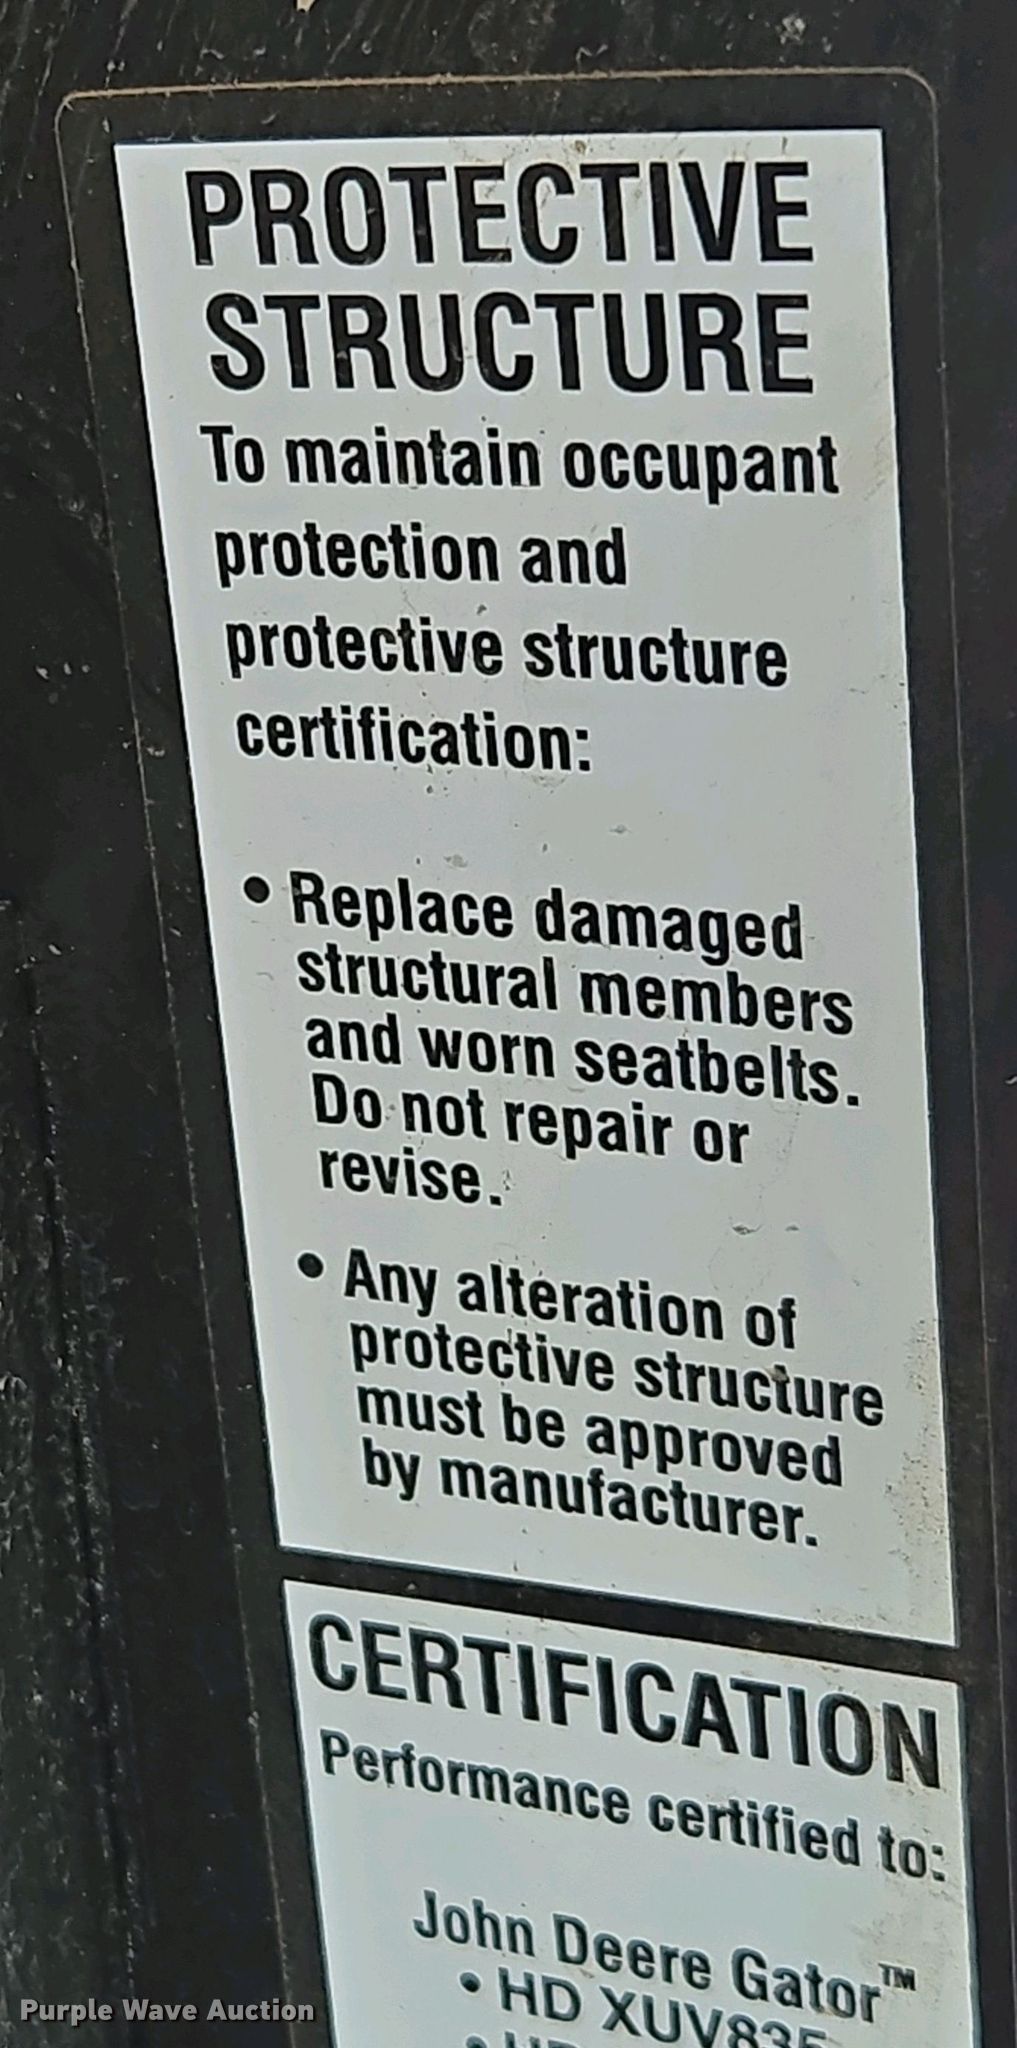 PROTECTIVE
STRUCTURE
To maintain occupant
protection and
protective structure
certification:
• Replace damaged
structural members
and worn seatbelts.
Do not repair or
revise.
• Any alteration of
protective structure
must be approved
by manufacturer.
CERTIFICATION
Performance certified to:
John Deere Gator™
• HD XUV835
Purple Wave Auction